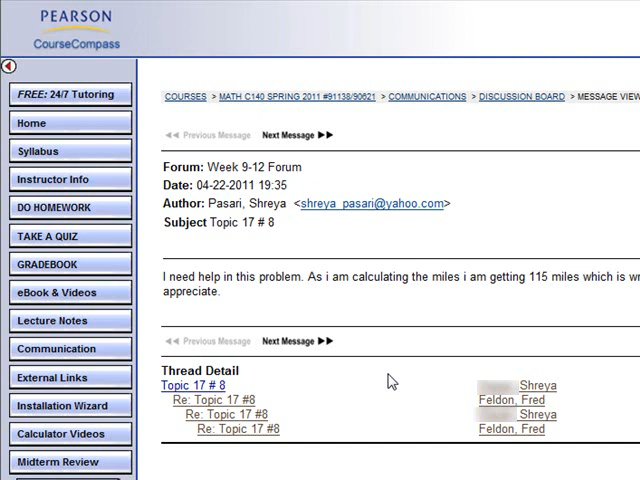 PEARSON
CourseCompass
FREE: 24/7 Tutoring
Home
Syllabus
Instructor Info
DO HOMEWORK
TAKE A QUIZ
GRADEBOOK
eBook & Videos
Lecture Notes
Communication
External Links
Installation Wizard
Calculator Videos
Midterm Review
COURSES > MATH C140 SPRING 2011 #91138/90621 > COMMUNICATIONS > DISCUSSION BOARD > MESSAGE VIEW
Previous Message Next Message
Forum: Week 9-12 Forum
Date: 04-22-2011 19:35
Author: Pasari, Shreya <shreya_pasari@yahoo.com>
Subject Topic 17 # 8
I need help in this problem. As i am calculating the miles i am getting 115 miles which is
appreciate.
Previous Message Next Message
Thread Detail
Topic 17 # 8 Shreya
Re: Topic 17 #8 Feldon, Fred
Re: Topic 17 #8 Shreya
Re: Topic 17 #8 Feldon, Fred